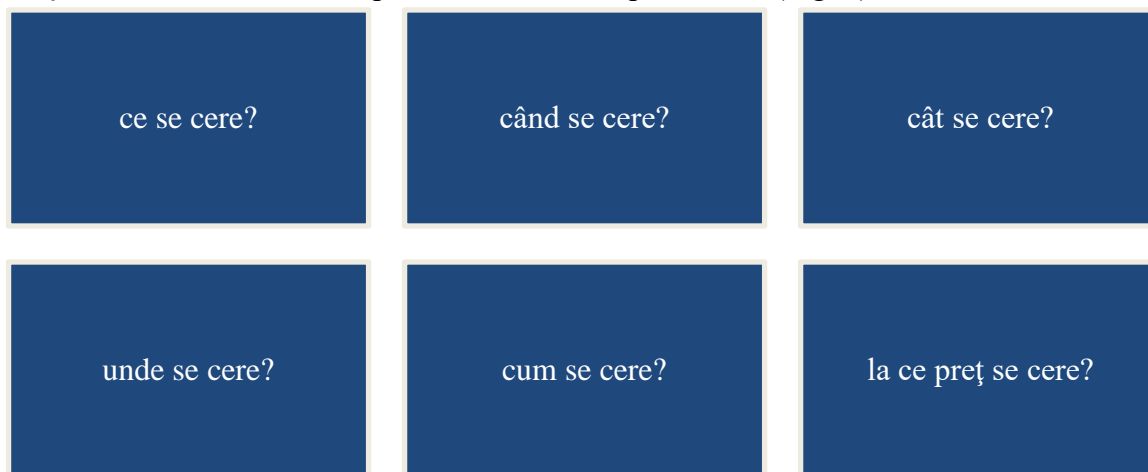 ce se cere?
când se cere?
cât se cere?
unde se cere?
cum se cere?
la ce preţ se cere?